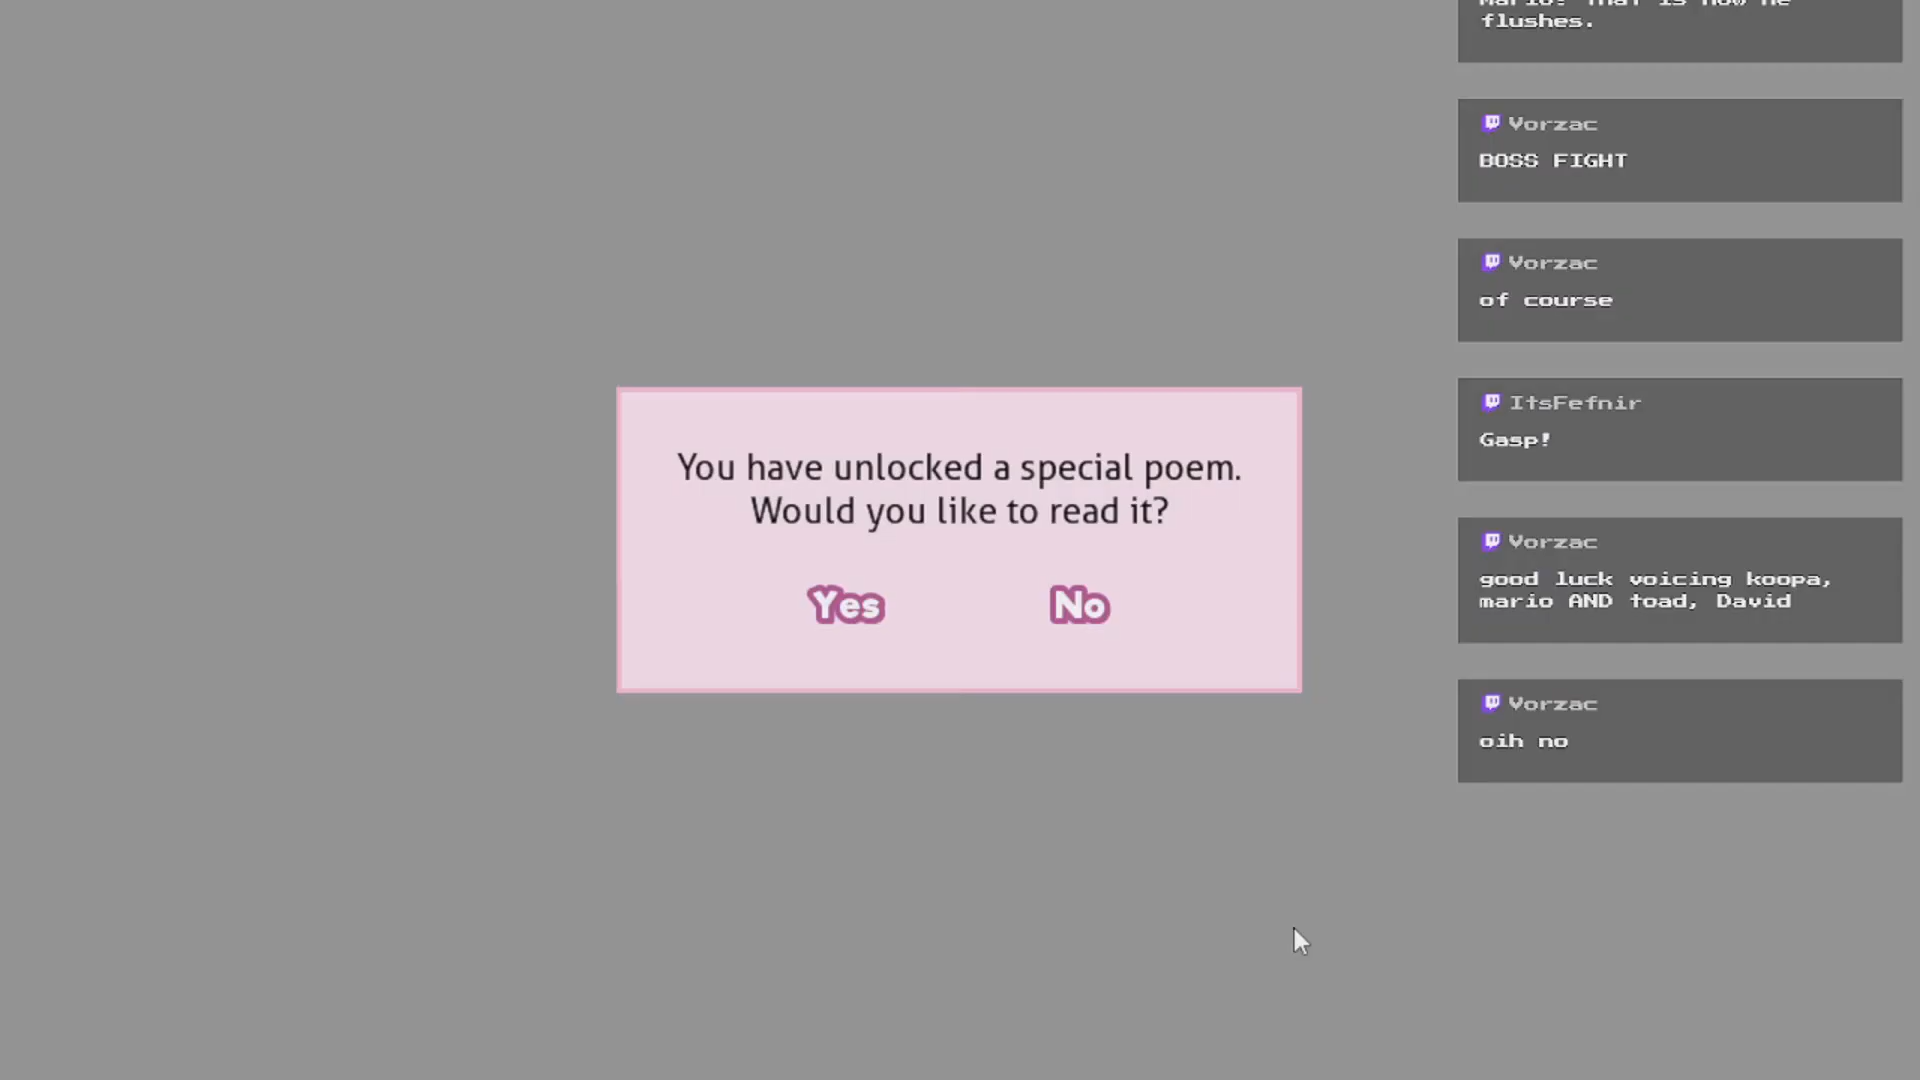 You have unlocked a special poem.
Would you like to read it?
Yes No
flushes.
Vorzac
BOSS FIGHT
Vorzac
of course
ItsFefnir
Gasp!
Vorzac
good luck voicing koopa,
mario AND toad, David
Vorzac
oih no